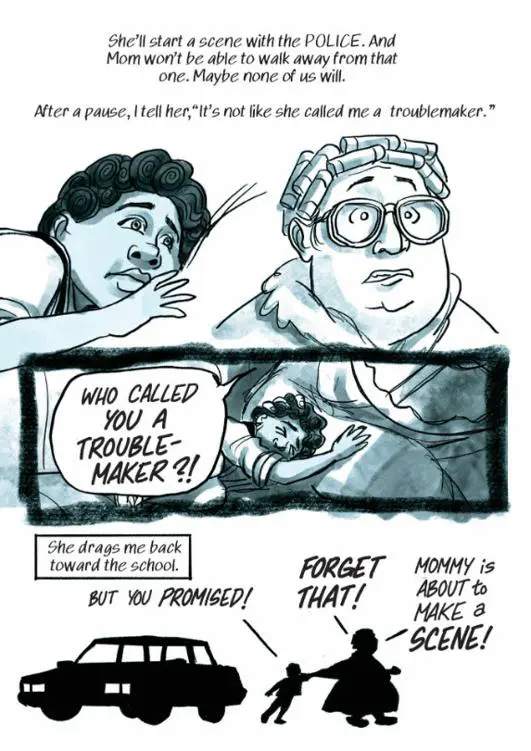 She'll start a scene with the POLICE. And
Mom won't be able to walk away from that
one. Maybe none of us will.
After a pause, I tell her, "It's not like she called me a troublemaker."
WHO CALLED
YOU A
TROUBLE-
MAKER?!
She drags me back
toward the school.
BUT YOU PROMISED!
FORGET
THAT!
MOMMY is
ABOUT to
MAKE a
SCENE!